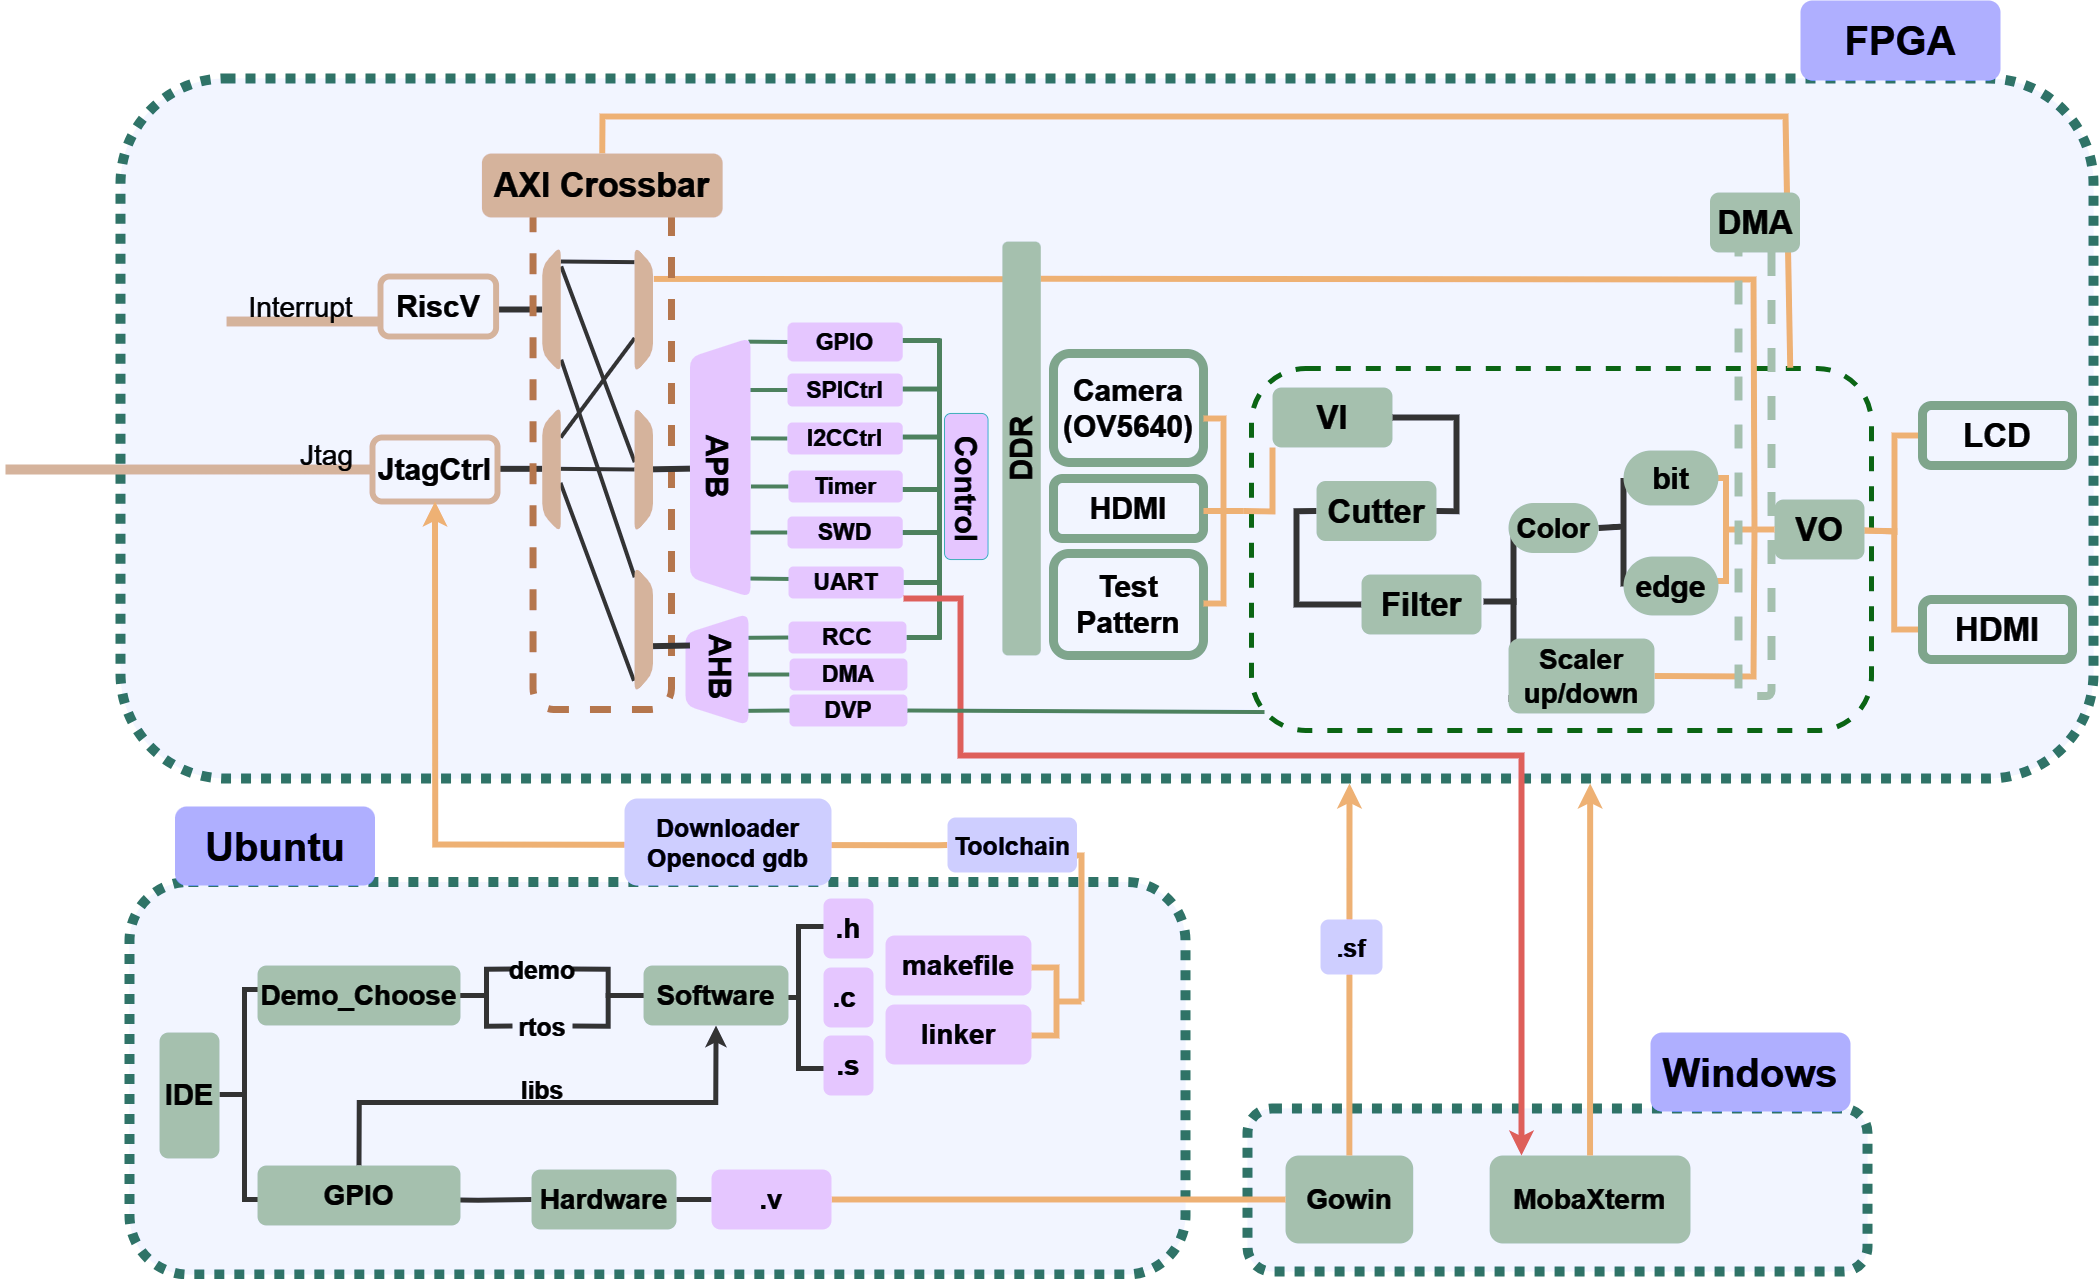 FPGA
AXI Crossbar
DMA
Interrupt
RiscV
Jtag
JtagCtrl
APB
GPIO
SPICtrl
I2CCtrl
Timer
SWD
UART
Control
AHB
RCC
DMA
DVP
DDR
Camera
(OV5640)
HDMI
Test
Pattern
VI
Cutter
Filter
Color
bit
edge
Scaler
up/down
VO
LCD
HDMI
Ubuntu
Downloader
Openocd gdb
Toolchain
IDE
Demo_Choose
demo
rtos
Software
.h
.c
.s
makefile
linker
libs
GPIO
Hardware
.v
.sf
Windows
Gowin
MobaXterm